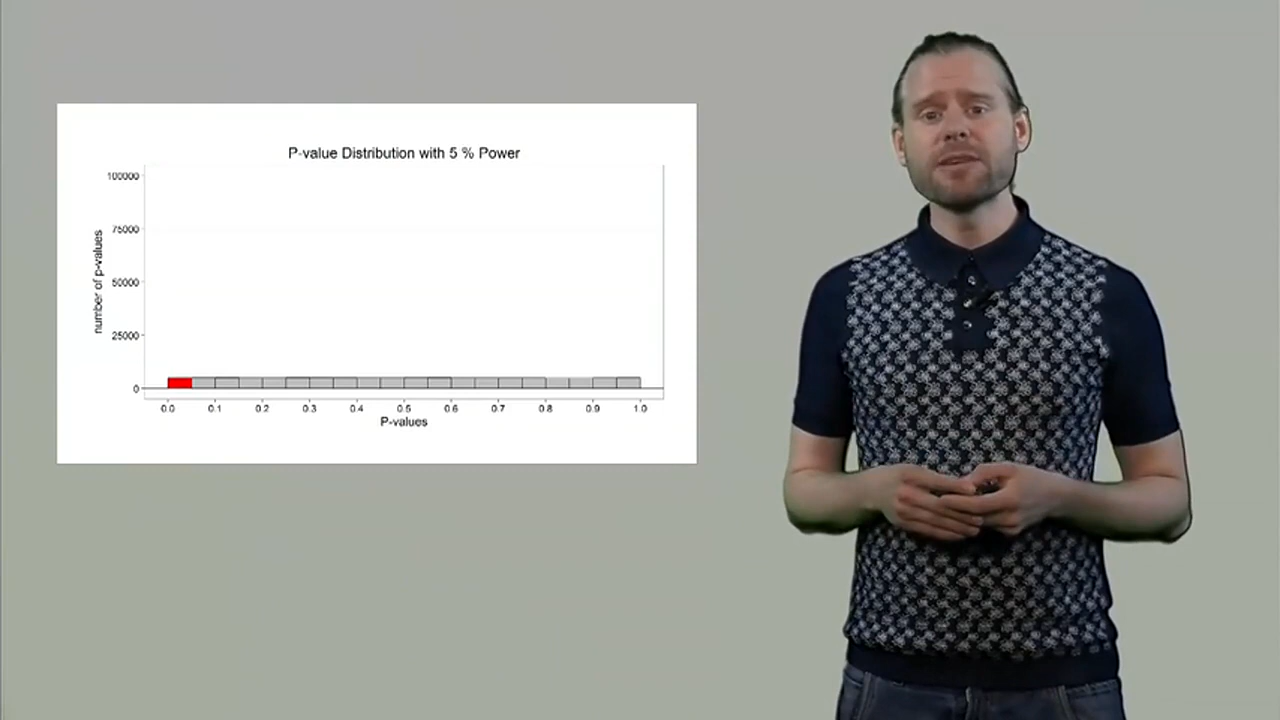 P-value Distribution with 5 % Power
100000
75000
50000
25000
0
number of p-values
0.0 0.1 0.2 0.3 0.4 0.5 0.6 0.7 0.8 0.9 1.0
P-values